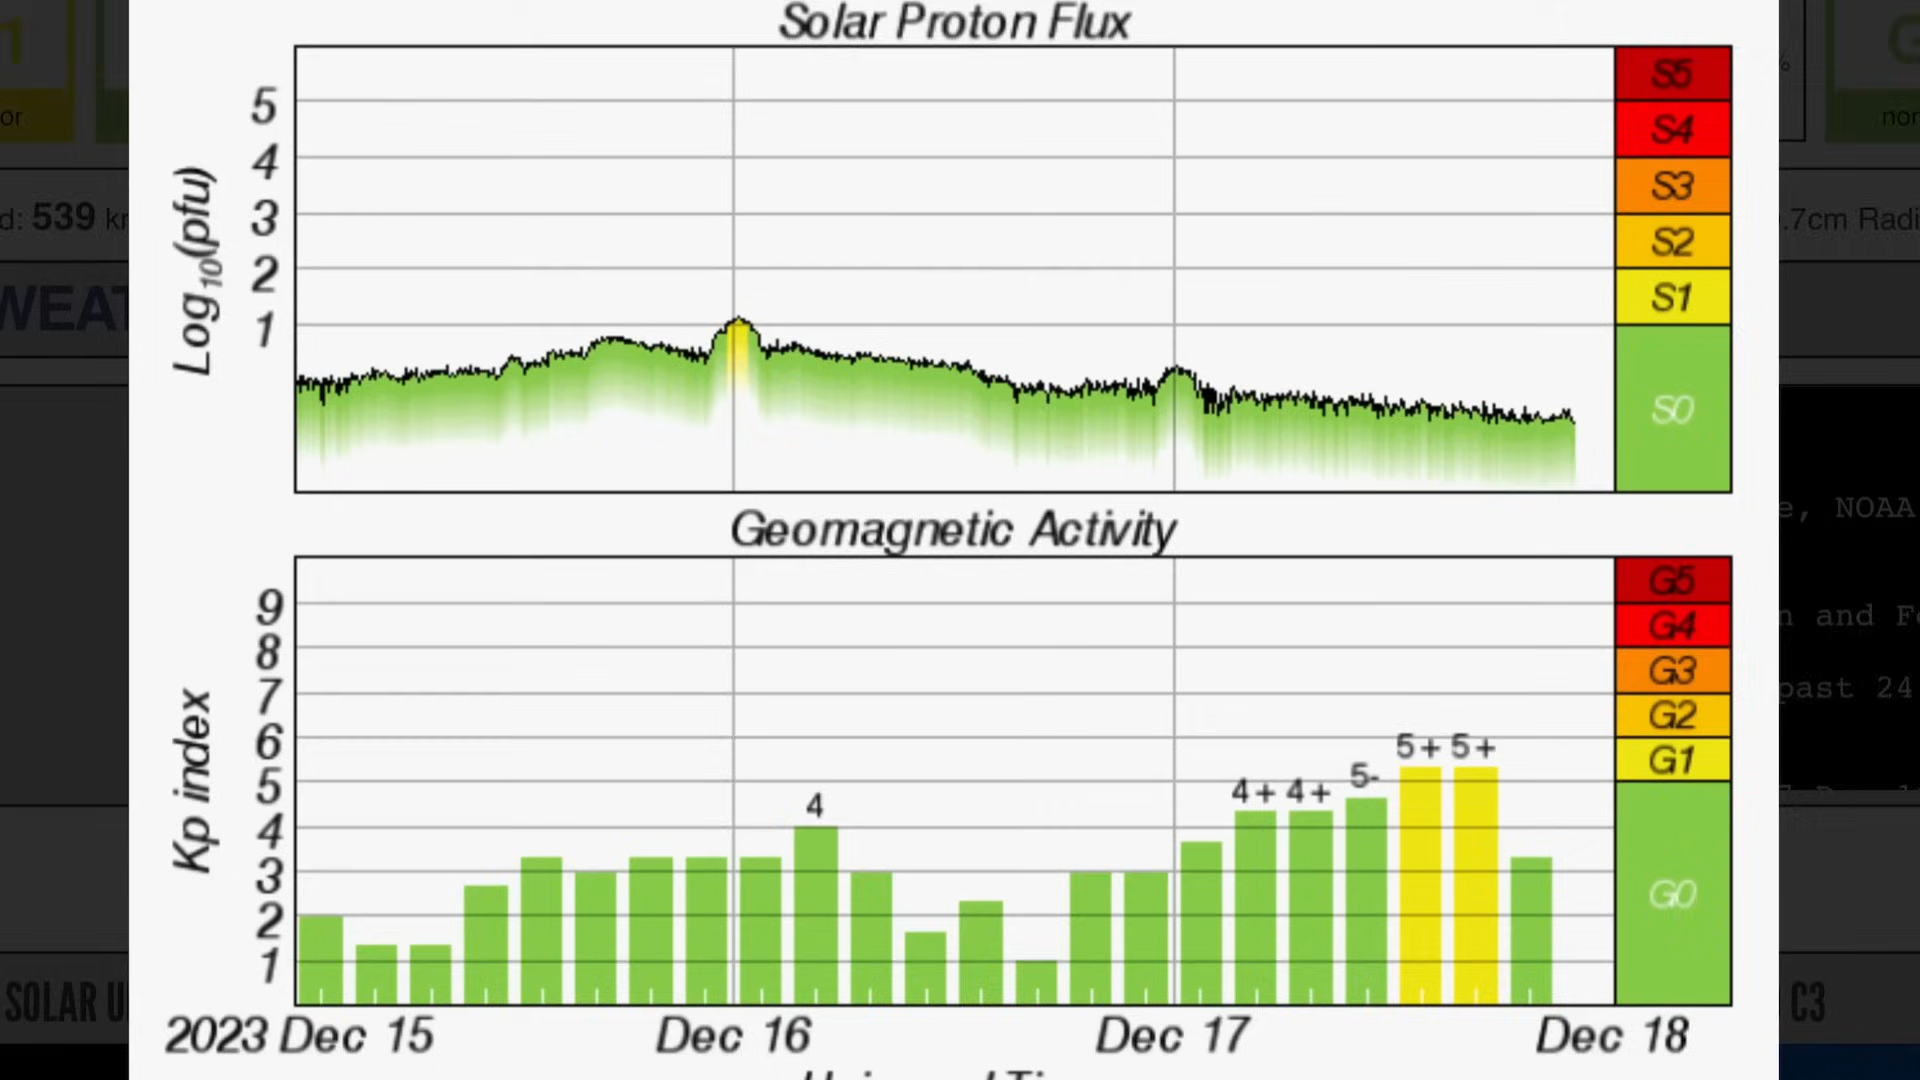 Solar Proton Flux
Log10(pfu)
5
4
3
2
1
S5
S4
S3
S2
S1
S0
Geomagnetic Activity
Kp index
9
8
7
6
5
4
3
2
1
4
4+
4+
5-
5+
5+
G5
G4
G3
G2
G1
G0
2023 Dec 15
Dec 16
Dec 17
Dec 18
1
or
d: 539 k
WEAT
SOLAR U
G
%
nor
.7cm Radi
e, NOAA
n and F
past 24
C3